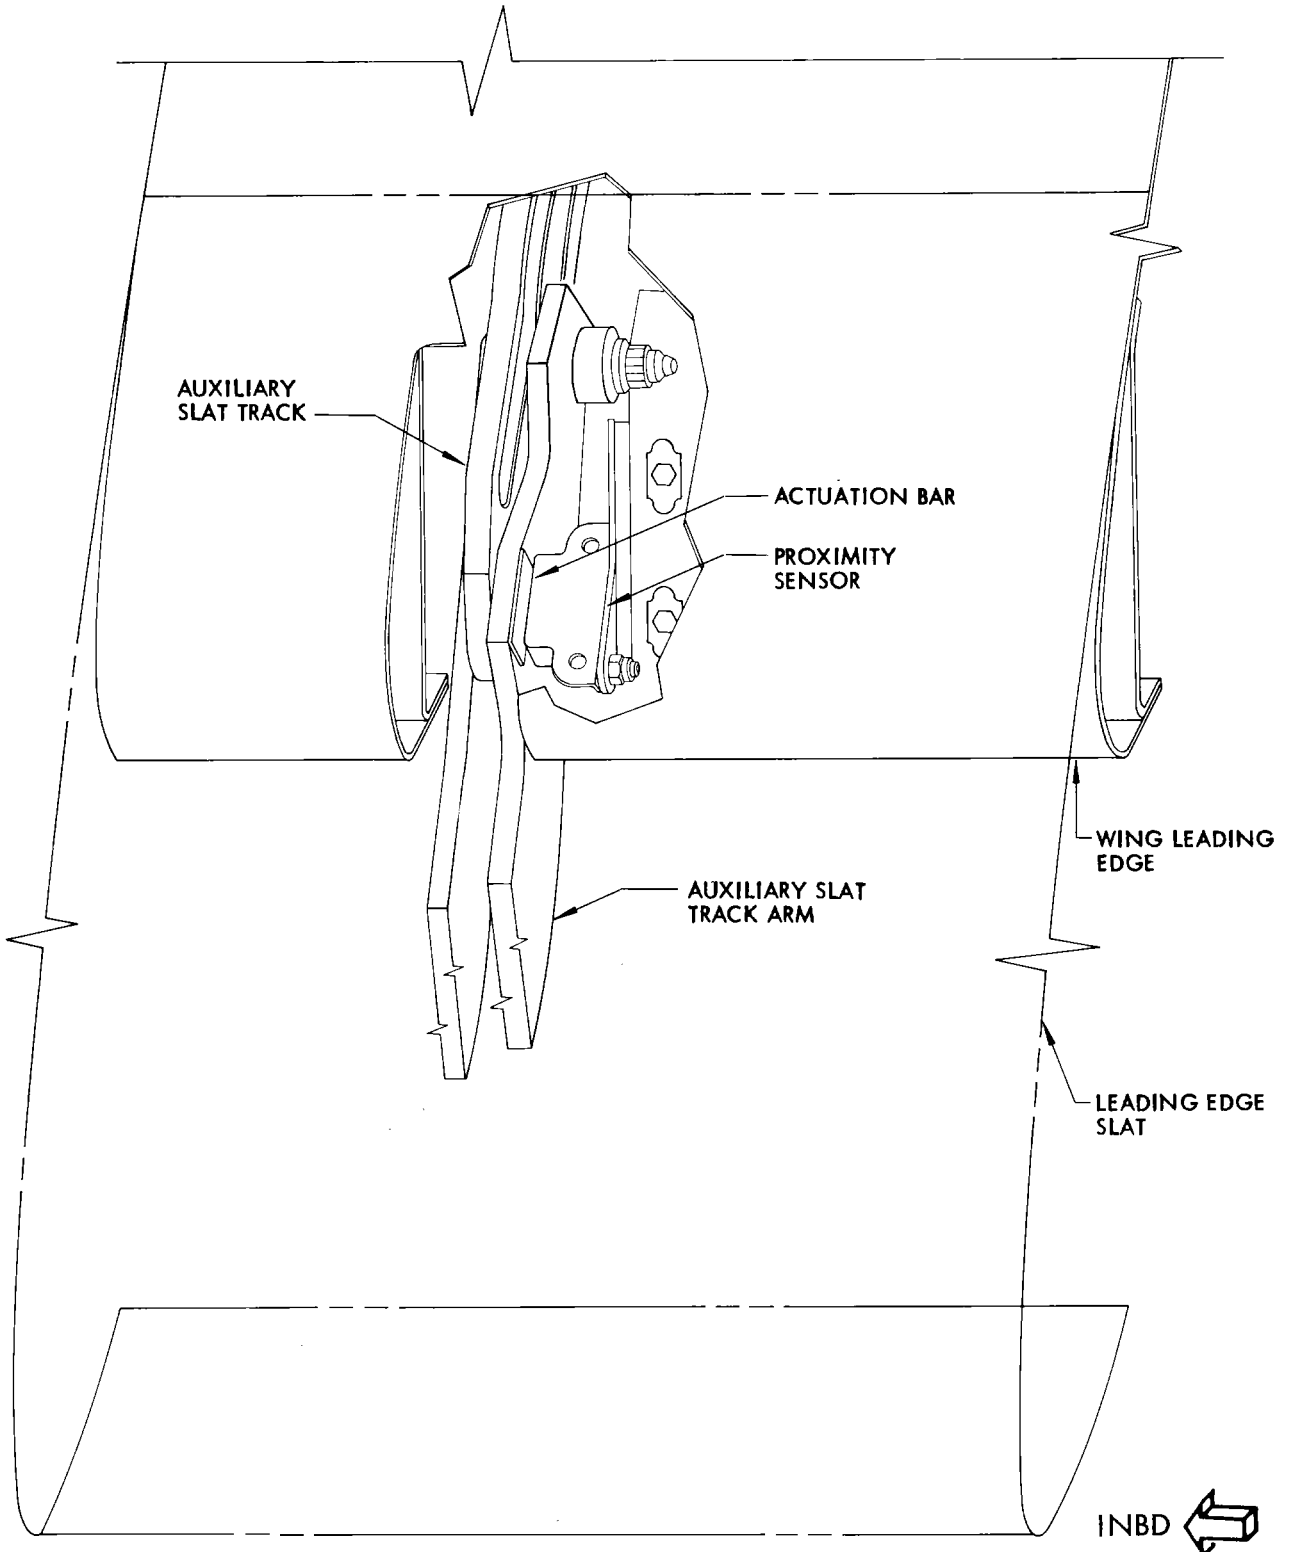 AUXILIARY
SLAT TRACK
ACTUATION BAR
PROXIMITY
SENSOR
WING LEADING
EDGE
AUXILIARY SLAT
TRACK ARM
LEADING EDGE
SLAT
INBD